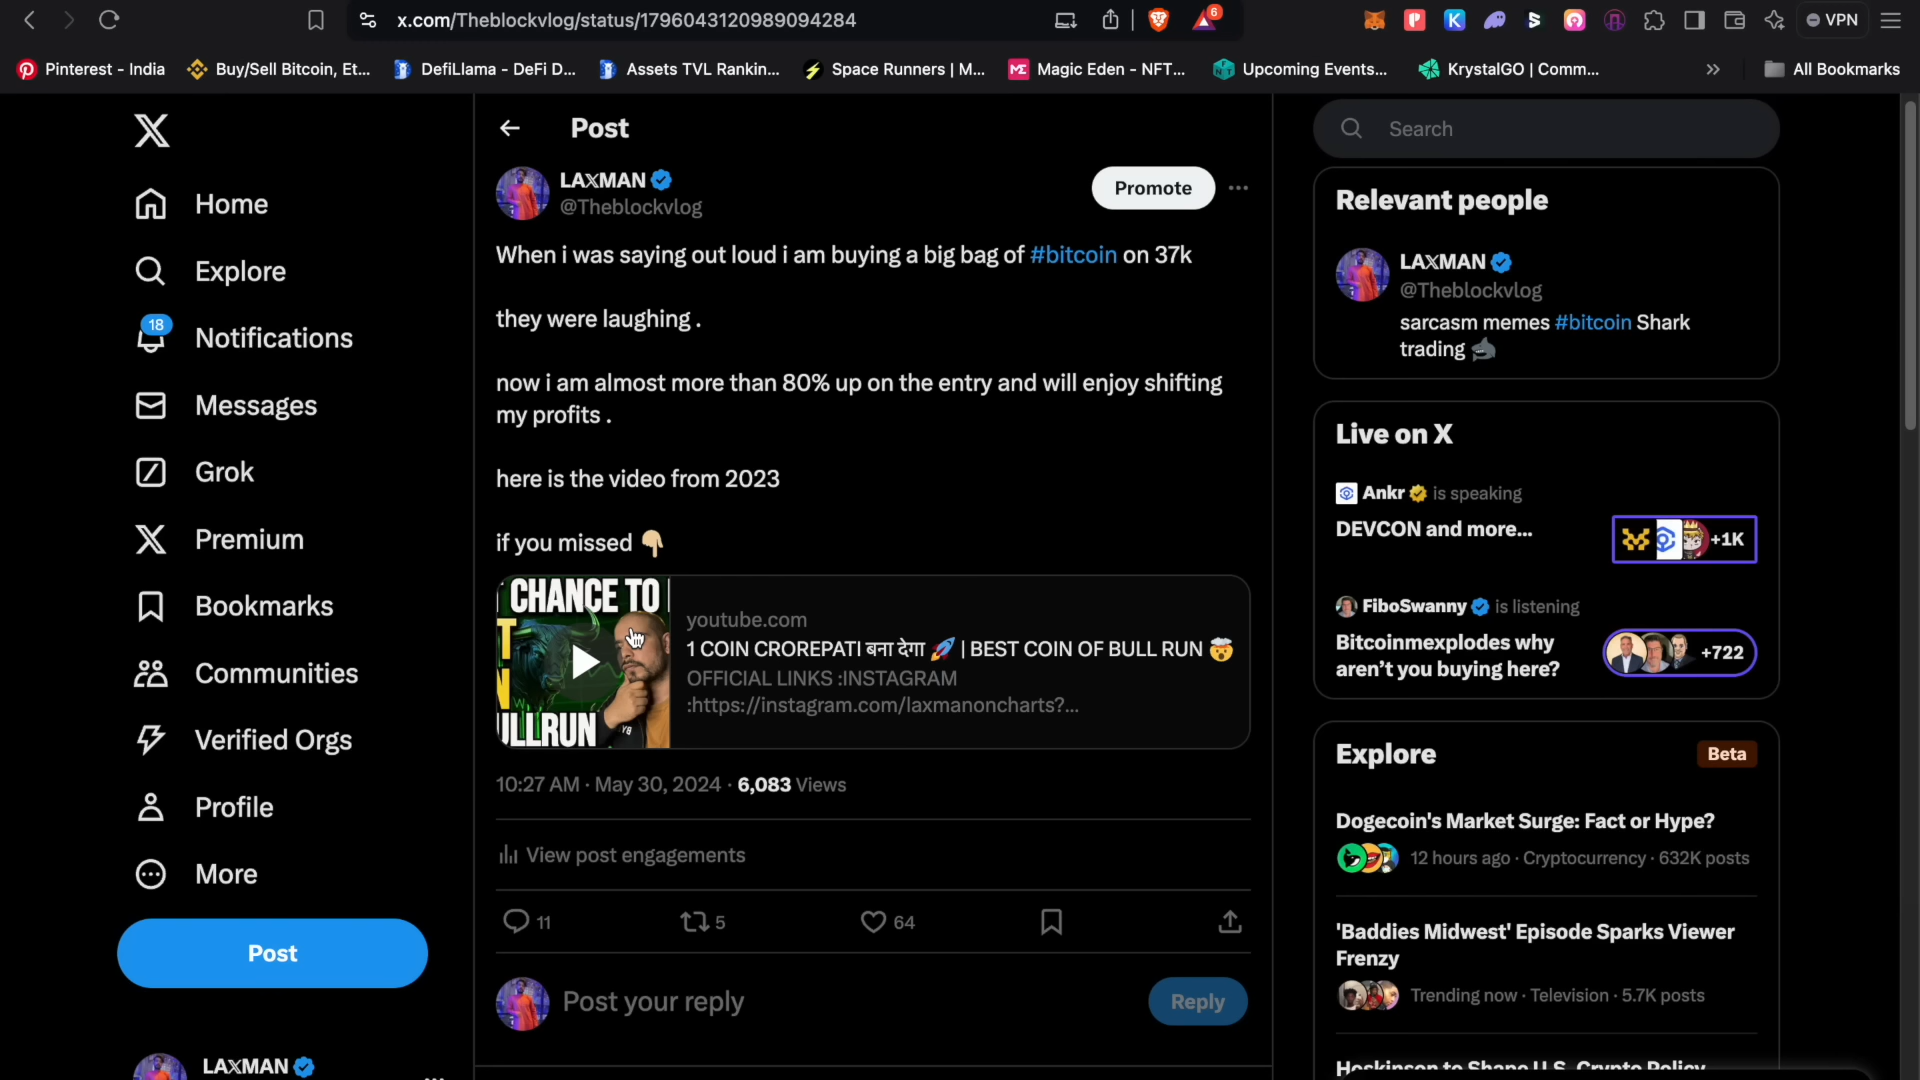 x.com/Theblockvlog/status/1796043120989094284
6
VPN
Pinterest - India
Buy/Sell Bitcoin, Et...
DefiLlama - DeFi D...
Assets TVL Rankin...
Space Runners | M...
Magic Eden - NFT...
Upcoming Events...
KrystalGO | Comm...
All Bookmarks
Home
Explore
18
Notifications
Messages
Grok
Premium
Bookmarks
Communities
Verified Orgs
Profile
More
Post
LAXMAN
Post
LAXMAN
@Theblockvlog
Promote
When i was saying out loud i am buying a big bag of #bitcoin on 37k
they were laughing .
now i am almost more than 80% up on the entry and will enjoy shifting
my profits .
here is the video from 2023
if you missed 👇🏼
CHANCE TO
ULLRUN
youtube.com
1 COIN CROREPATI बना देगा 🚀 | BEST COIN OF BULL RUN 🤯
OFFICIAL LINKS :INSTAGRAM
:https://instagram.com/laxmanoncharts?...
10:27 AM · May 30, 2024 · 6,083 Views
View post engagements
11
5
64
Post your reply
Reply
Search
Relevant people
LAXMAN
@Theblockvlog
sarcasm memes #bitcoin Shark
trading 🦈
Live on X
Ankr is speaking
DEVCON and more...
+1K
FiboSwanny is listening
Bitcoinmexplodes why
aren't you buying here?
+722
Explore
Beta
Dogecoin's Market Surge: Fact or Hype?
12 hours ago · Cryptocurrency · 632K posts
'Baddies Midwest' Episode Sparks Viewer
Frenzy
Trending now · Television · 5.7K posts
Hoskinson to Shape U.S. Crypto Policy